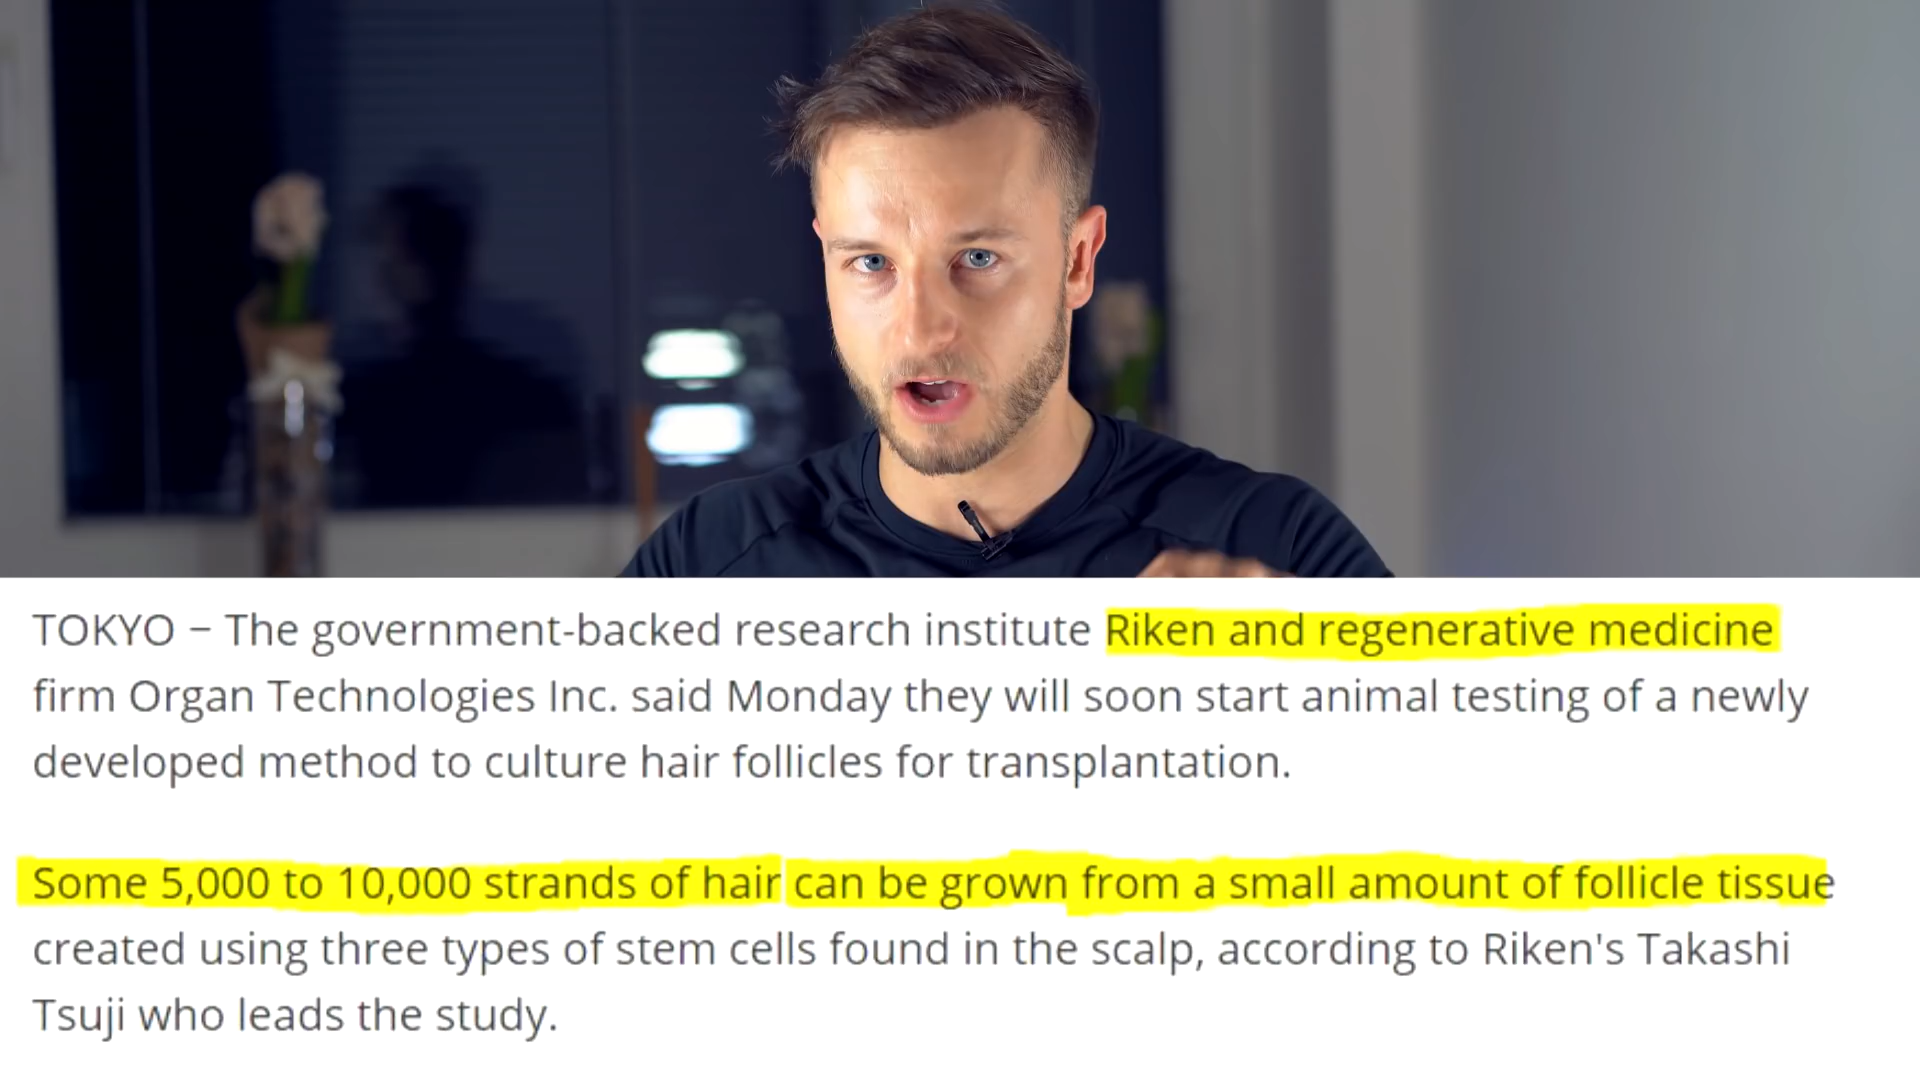 TOKYO – The government-backed research institute Riken and regenerative medicine
firm Organ Technologies Inc. said Monday they will soon start animal testing of a newly
developed method to culture hair follicles for transplantation.
Some 5,000 to 10,000 strands of hair can be grown from a small amount of follicle tissue
created using three types of stem cells found in the scalp, according to Riken's Takashi
Tsuji who leads the study.